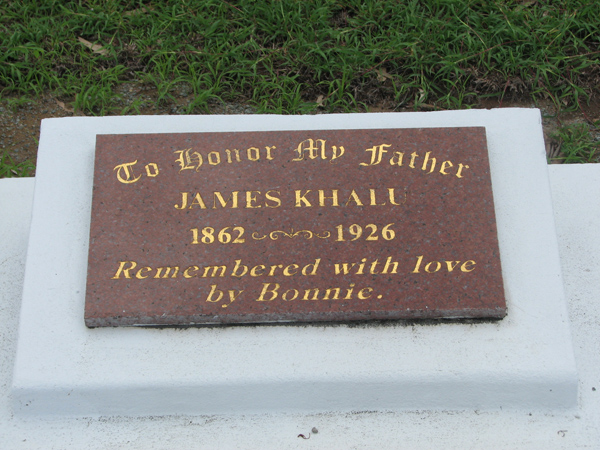 To Honor My Father
JAMES KHALU
1862 1926
Remembered with love
by Bonnie.